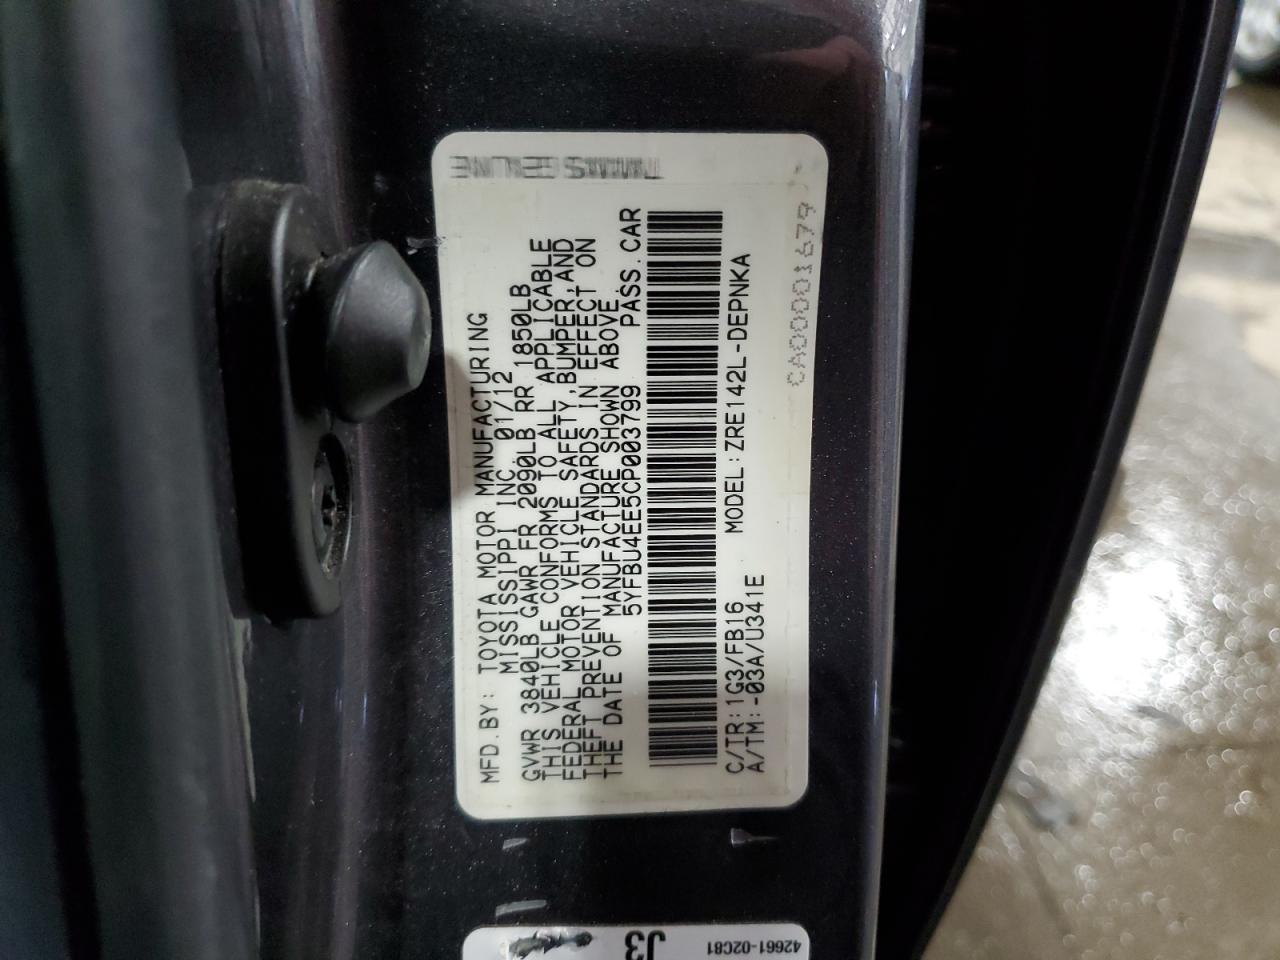 MFD.BY: TOYOTA MOTOR MANUFACTURING
MISSISSIPPI INC. 01/12
GVWR 3840LB GAWR FR 2090LB RR 1850LB
THIS VEHICLE CONFORMS TO ALL APPLICABLE
FEDERAL MOTOR VEHICLE SAFETY,BUMPER,AND
THEFT PREVENTION STANDARDS IN EFFECT ON
THE DATE OF MANUFACTURE SHOWN ABOVE
5YFBU4EE5CP003799 PASS.CAR
MODEL:ZRE142L-DEPNKA
C/TR:1G3/FB16
A/TM:-03A/U341E
CA00001679
GENUINE
J3
42661-02C81